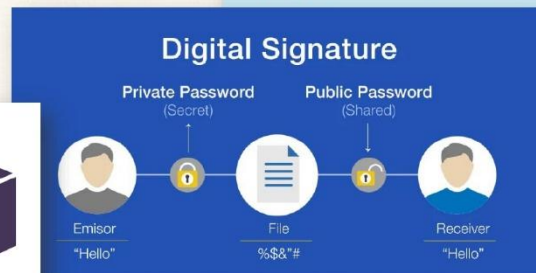 Digital Signature
Private Password
(Secret)
Public Password
(Shared)
Emisor
File
Receiver
"Hello"
%$&"#
"Hello"